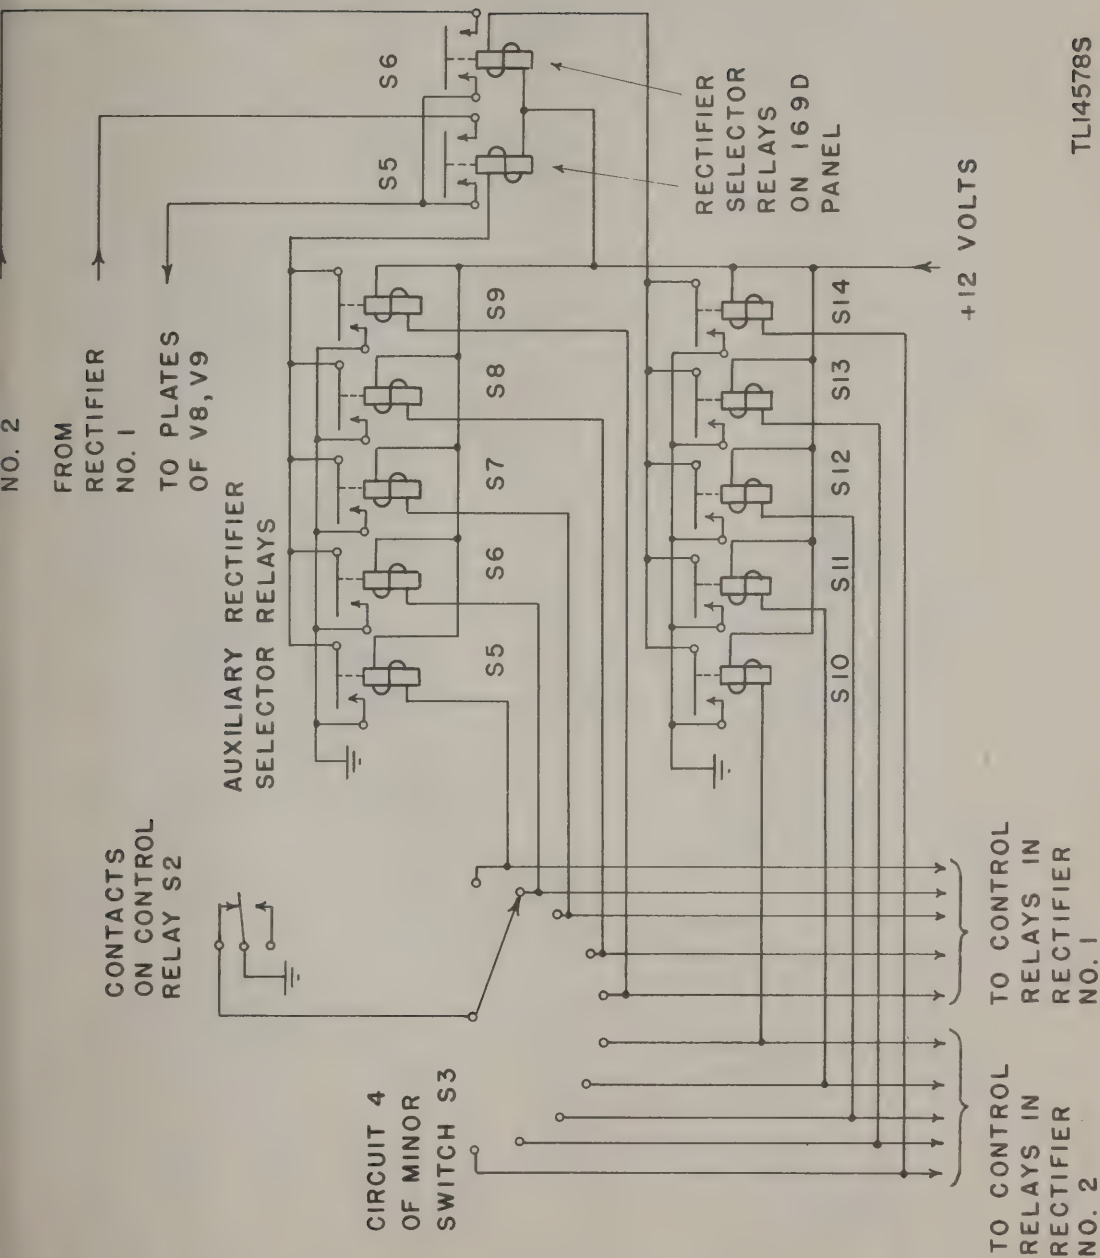 NO. 2
FROM
RECTIFIER
NO. 1
TO PLATES
OF V8, V9
S6
S5
RECTIFIER
SELECTOR
RELAYS
ON 169D
PANEL
AUXILIARY RECTIFIER
SELECTOR RELAYS
S5
S6
S7
S8
S9
S10
S11
S12
S13
S14
+12 VOLTS
CONTACTS
ON CONTROL
RELAY S2
CIRCUIT 4
OF MINOR
SWITCH S3
TO CONTROL
RELAYS IN
RECTIFIER
NO. 2
TO CONTROL
RELAYS IN
RECTIFIER
NO. 1
TL14578S